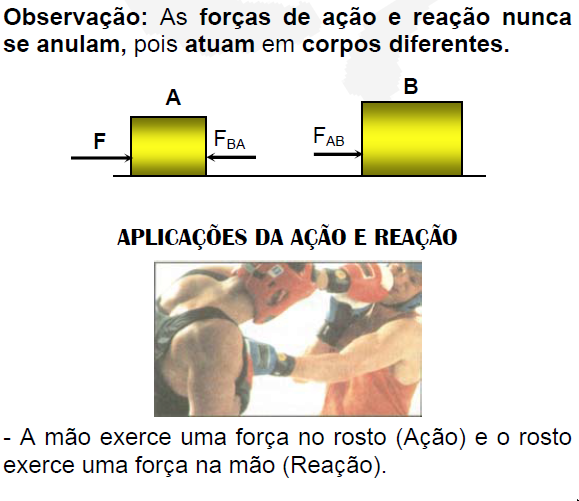 Observação: As forças de ação e reação nunca
se anulam, pois atuam em corpos diferentes.
A
B
F
FBA
FAB
APLICAÇÕES DA AÇÃO E REAÇÃO
- A mão exerce uma força no rosto (Ação) e o rosto
exerce uma força na mão (Reação).